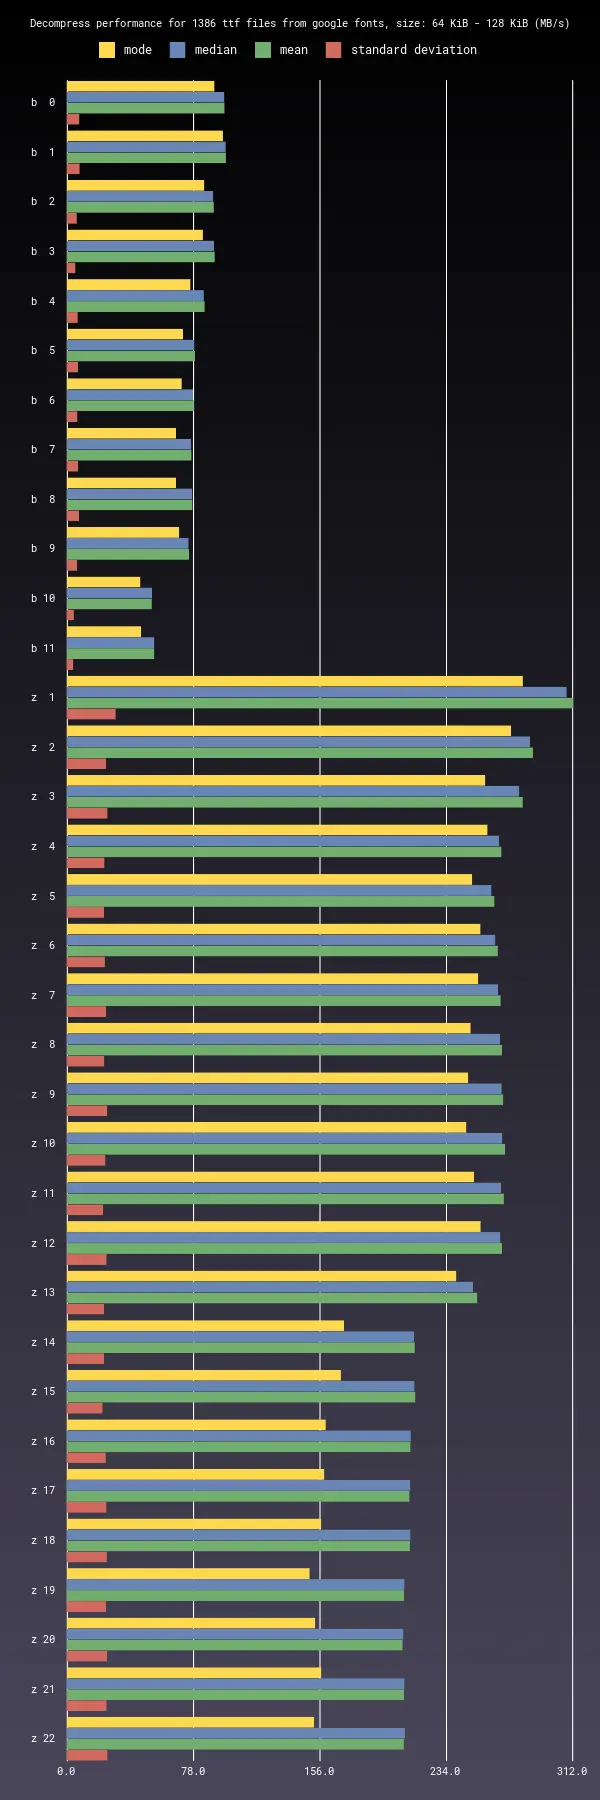 Decompress performance for 1386 ttf files from google fonts, size: 64 KiB - 128 KiB (MB/s)
mode median mean standard deviation
b 0
b 1
b 2
b 3
b 4
b 5
b 6
b 7
b 8
b 9
b 10
b 11
z 1
z 2
z 3
z 4
z 5
z 6
z 7
z 8
z 9
z 10
z 11
z 12
z 13
z 14
z 15
z 16
z 17
z 18
z 19
z 20
z 21
z 22
0.0 78.0 156.0 234.0 312.0